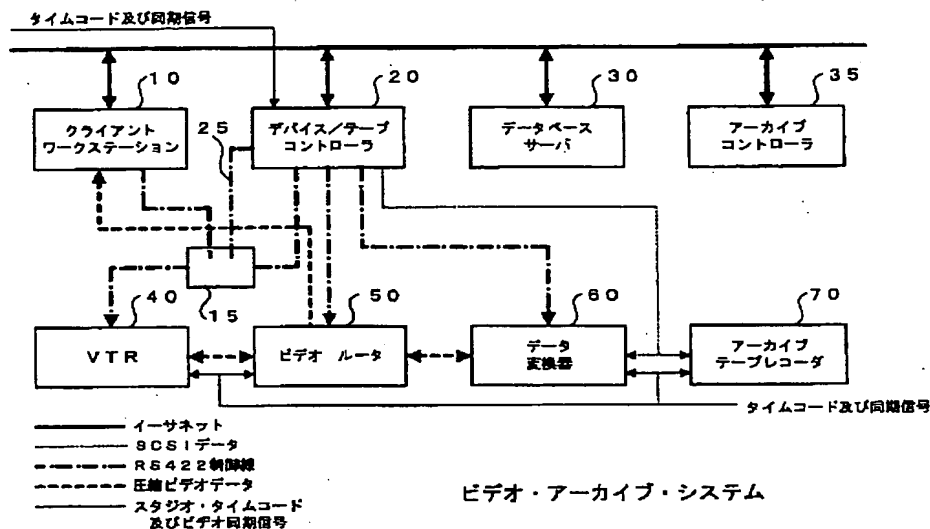 タイムコード及び同期信号
10
20
30
35
クライアント
ワークステーション
25
デバイス/テープ
コントローラ
データベース
サーバ
アーカイブ
コントローラ
15
40
50
60
70
VTR
ビデオ ルータ
データ
変換器
アーカイブ
テープレコーダ
タイムコード及び同期信号
イーサネット
SCSIデータ
RS422制御線
圧縮ビデオデータ
スタジオ・タイムコード
及びビデオ同期信号
ビデオ・アーカイブ・システム